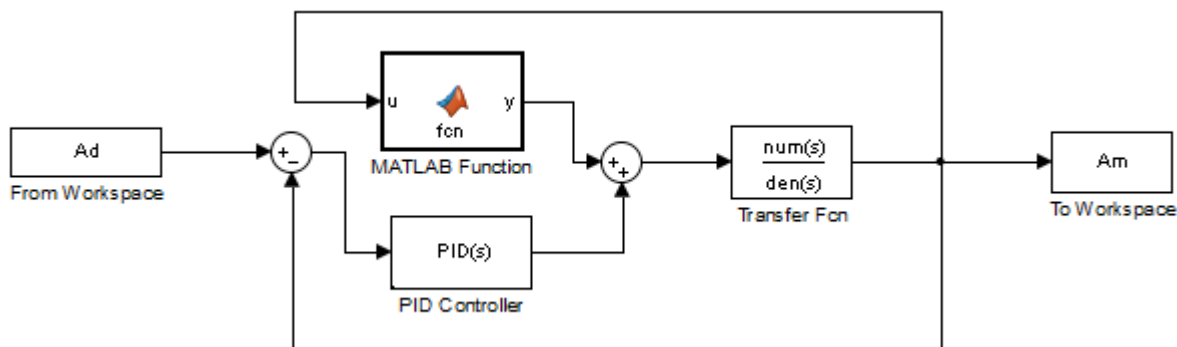 u
y
fcn
MATLAB Function
Ad
From Workspace
+
-
+
+
num(s)
den(s)
Transfer Fcn
Am
To Workspace
PID(s)
PID Controller